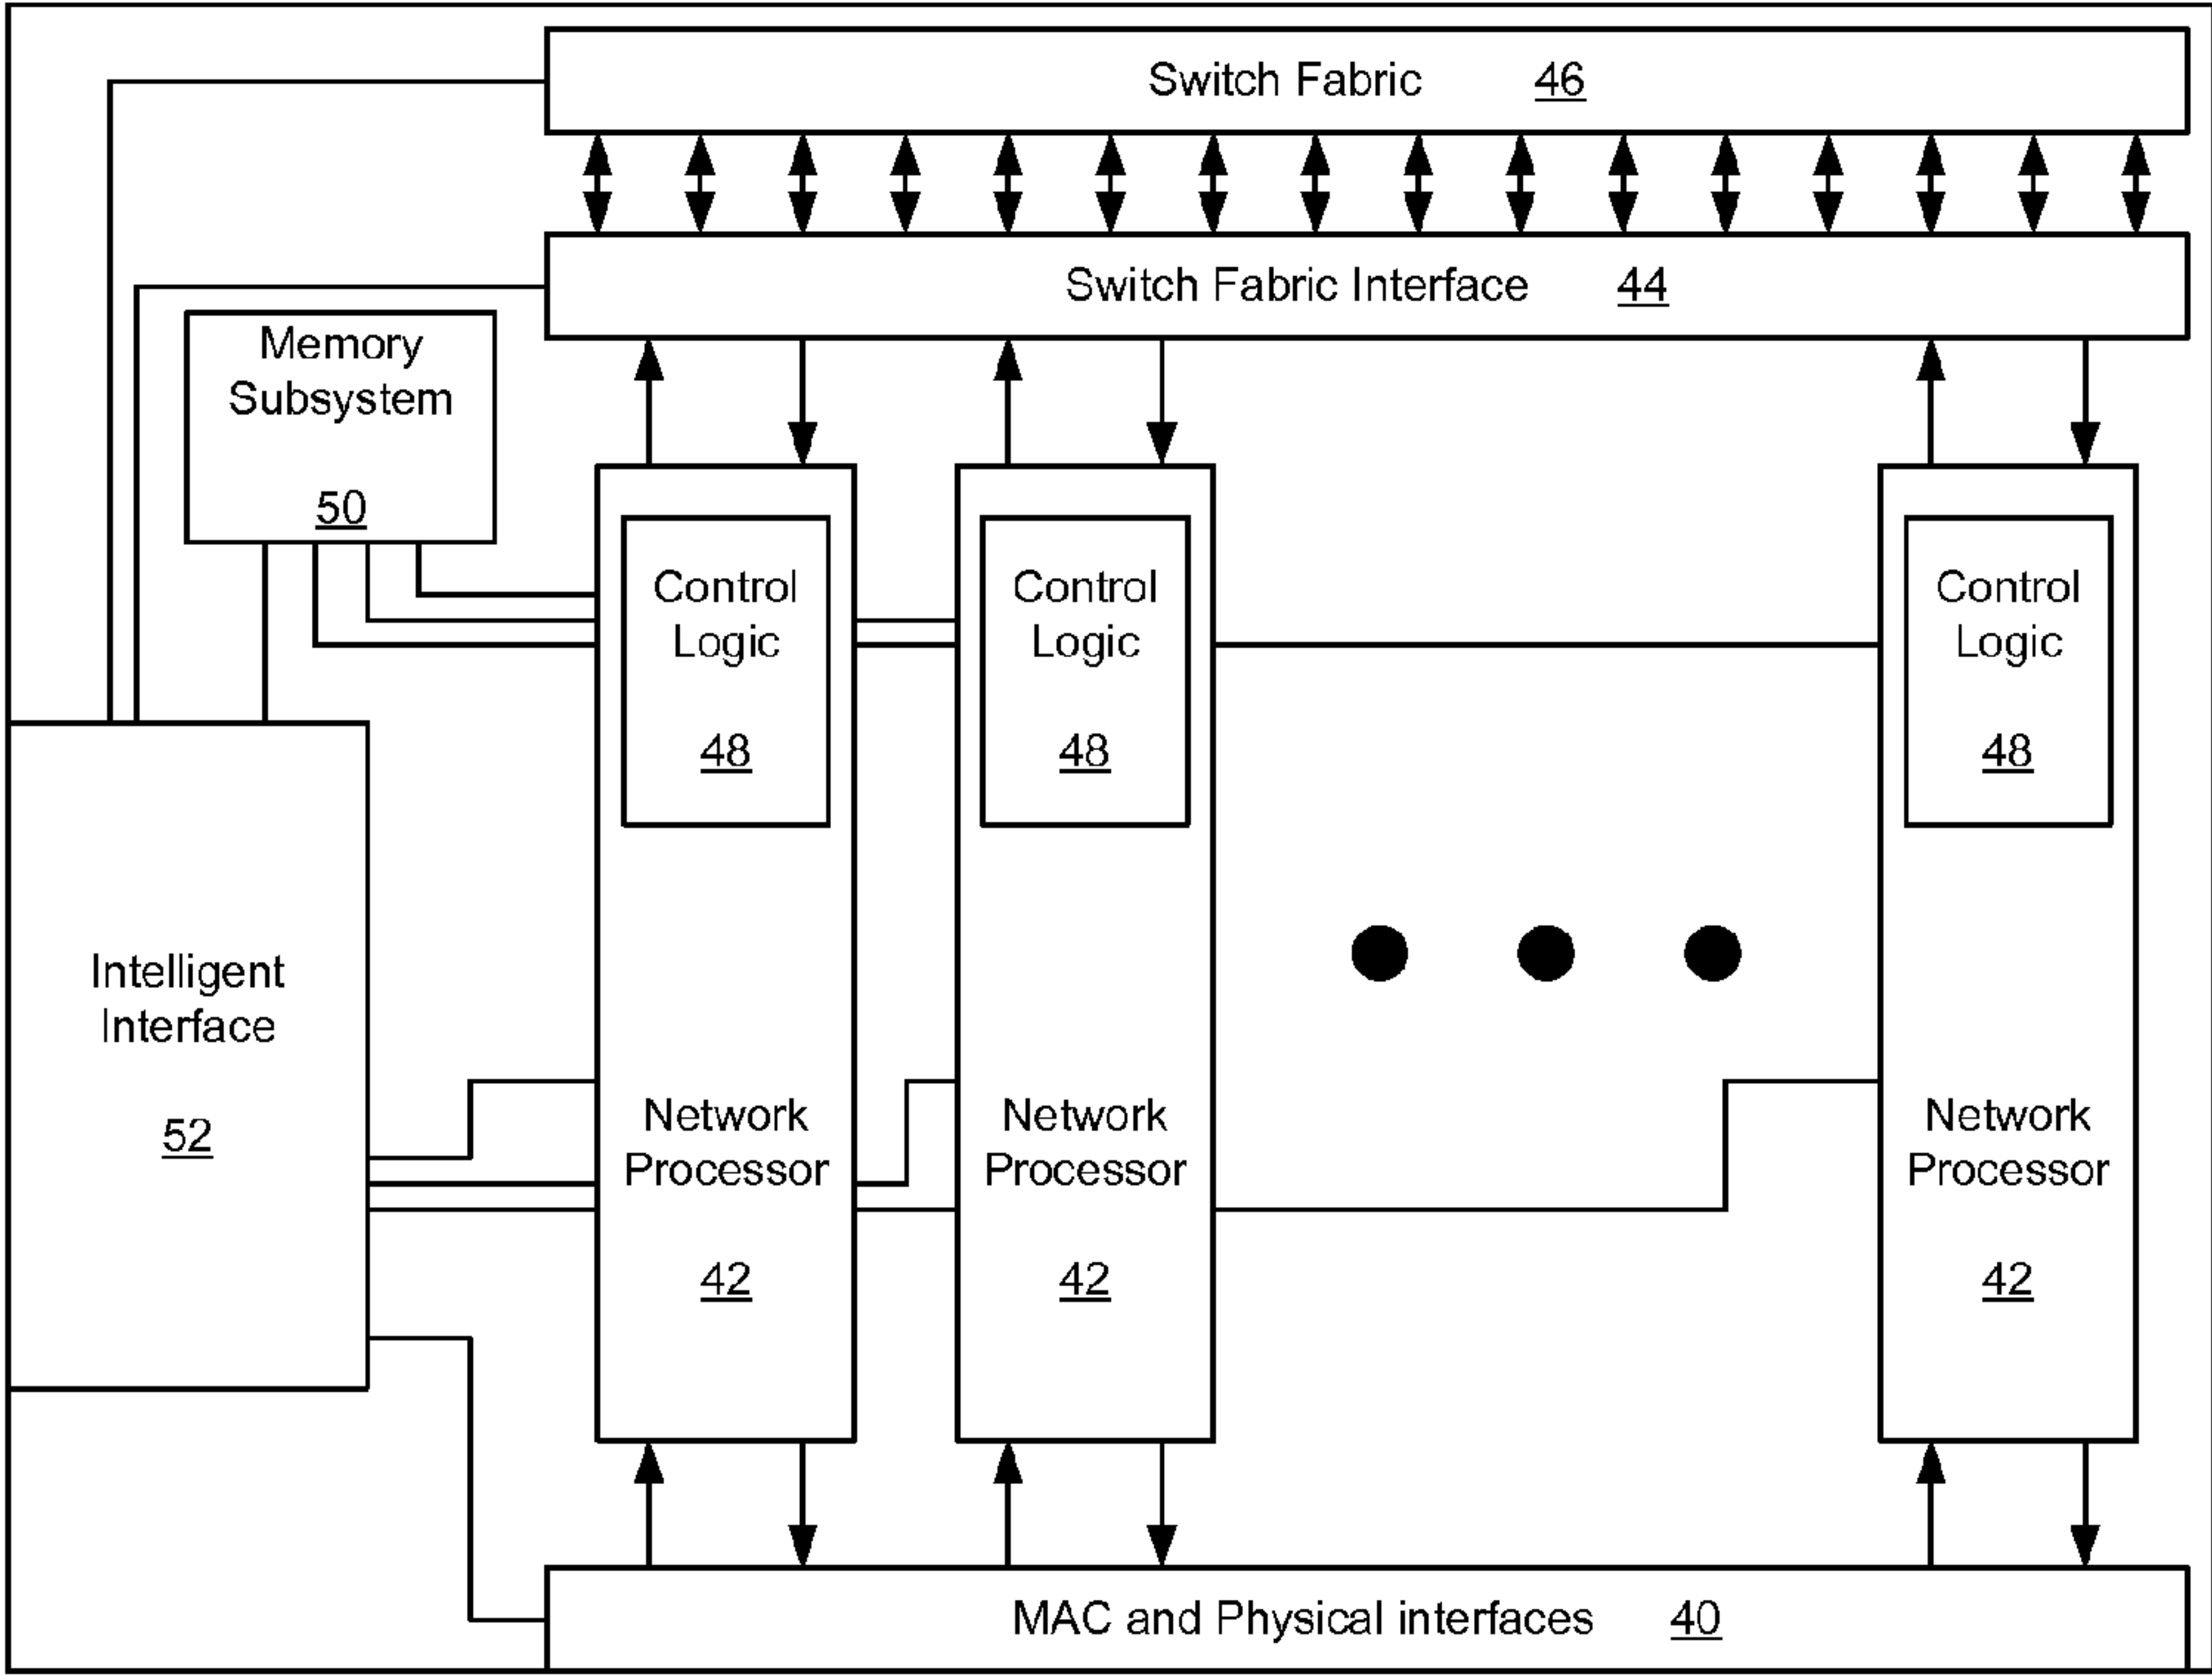 Switch Fabric 46
Switch Fabric Interface 44
Memory
Subsystem
50
Control
Logic
48
Control
Logic
48
Control
Logic
48
Intelligent
Interface
52
Network
Processor
42
Network
Processor
42
Network
Processor
42
MAC and Physical interfaces 40